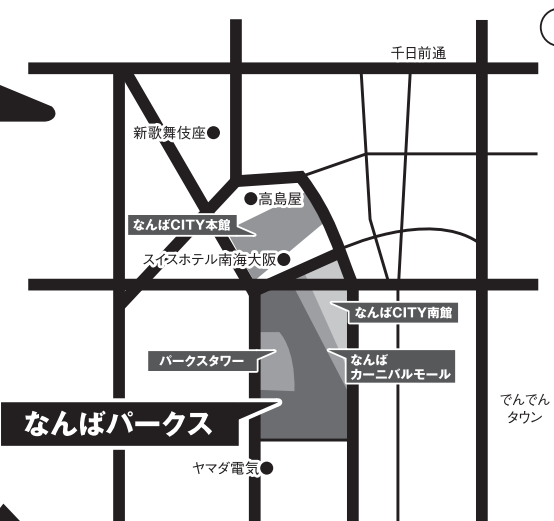 千日前通
新歌舞伎座
高島屋
なんばCITY本館
スイスホテル南海大阪
なんばCITY南館
パークスタワー
なんば
カーニバルモール
でんでん
タウン
なんばパークス
ヤマダ電気